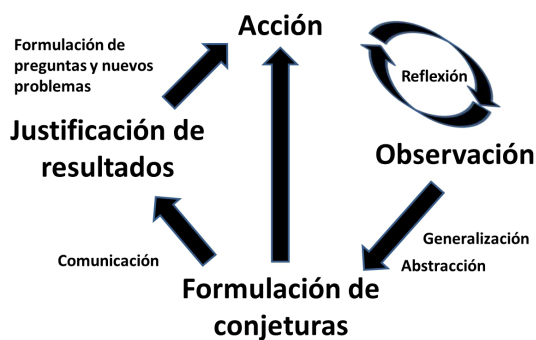 Acción
Formulación de
preguntas y nuevos
problemas
Reflexión
Justificación de
resultados
Observación
Generalización
Comunicación
Abstracción
Formulación de
conjeturas